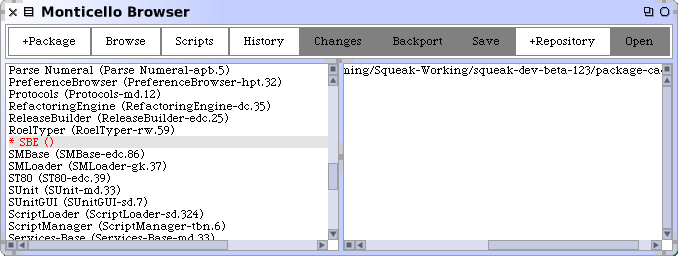 Monticello Browser
+Package Browse Scripts History Changes Backport Save +Repository Open
Parse Numeral (Parse Numeral-apb.5)
PreferenceBrowser (PreferenceBrowser-hpt.32)
Protocols (Protocols-md.12)
RefactoringEngine (RefactoringEngine-dc.35)
ReleaseBuilder (ReleaseBuilder-edc.25)
RoelTyper (RoelTyper-rw.59)
* SBE ()
SMBase (SMBase-edc.86)
SMLoader (SMLoader-gk.37)
ST80 (ST80-edc.39)
SUnit (SUnit-md.33)
SUnitGUI (SUnitGUI-sd.7)
ScriptLoader (ScriptLoader-sd.324)
ScriptManager (ScriptManager-tbn.6)
Services-Base (Services-Base-md.33)
ning/Squeak-Working/squeak-dev-beta-123/package-ca